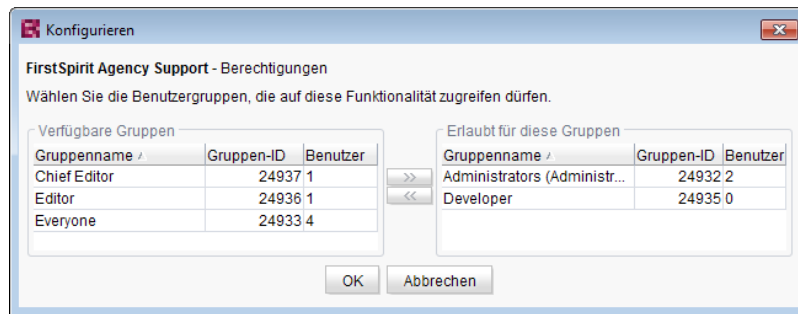 Konfigurieren
FirstSpirit Agency Support - Berechtigungen
Wählen Sie die Benutzergruppen, die auf diese Funktionalität zugreifen dürfen.
Verfügbare Gruppen
Gruppenname Gruppen-ID Benutzer
Chief Editor 24937 1
Editor 24936 1
Everyone 24933 4
>>
<<
Erlaubt für diese Gruppen
Gruppenname Gruppen-ID Benutzer
Administrators (Administr... 24932 2
Developer 24935 0
OK Abbrechen